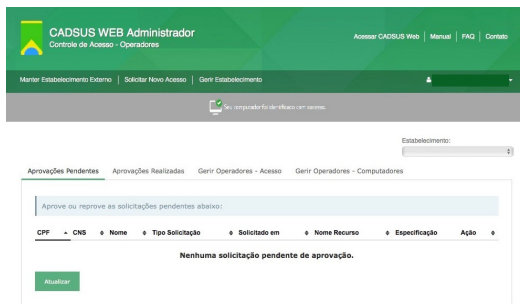 CADSUS WEB Administrador
Controle de Acesso - Operadores
Acessar CADSUS Web | Manual | FAQ | Contato
Manter Estabelecimento Externo | Solicitar Novo Acesso | Gerir Estabelecimento
Seu computador foi identificado com sucesso.
Estabelecimento:
Aprovações Pendentes Aprovações Realizadas Gerir Operadores - Acesso Gerir Operadores - Computadores
Aprove ou reprove as solicitações pendentes abaixo:
CPF CNS Nome Tipo Solicitação Solicitado em Nome Recurso Especificação Ação
Nenhuma solicitação pendente de aprovação.
Atualizar